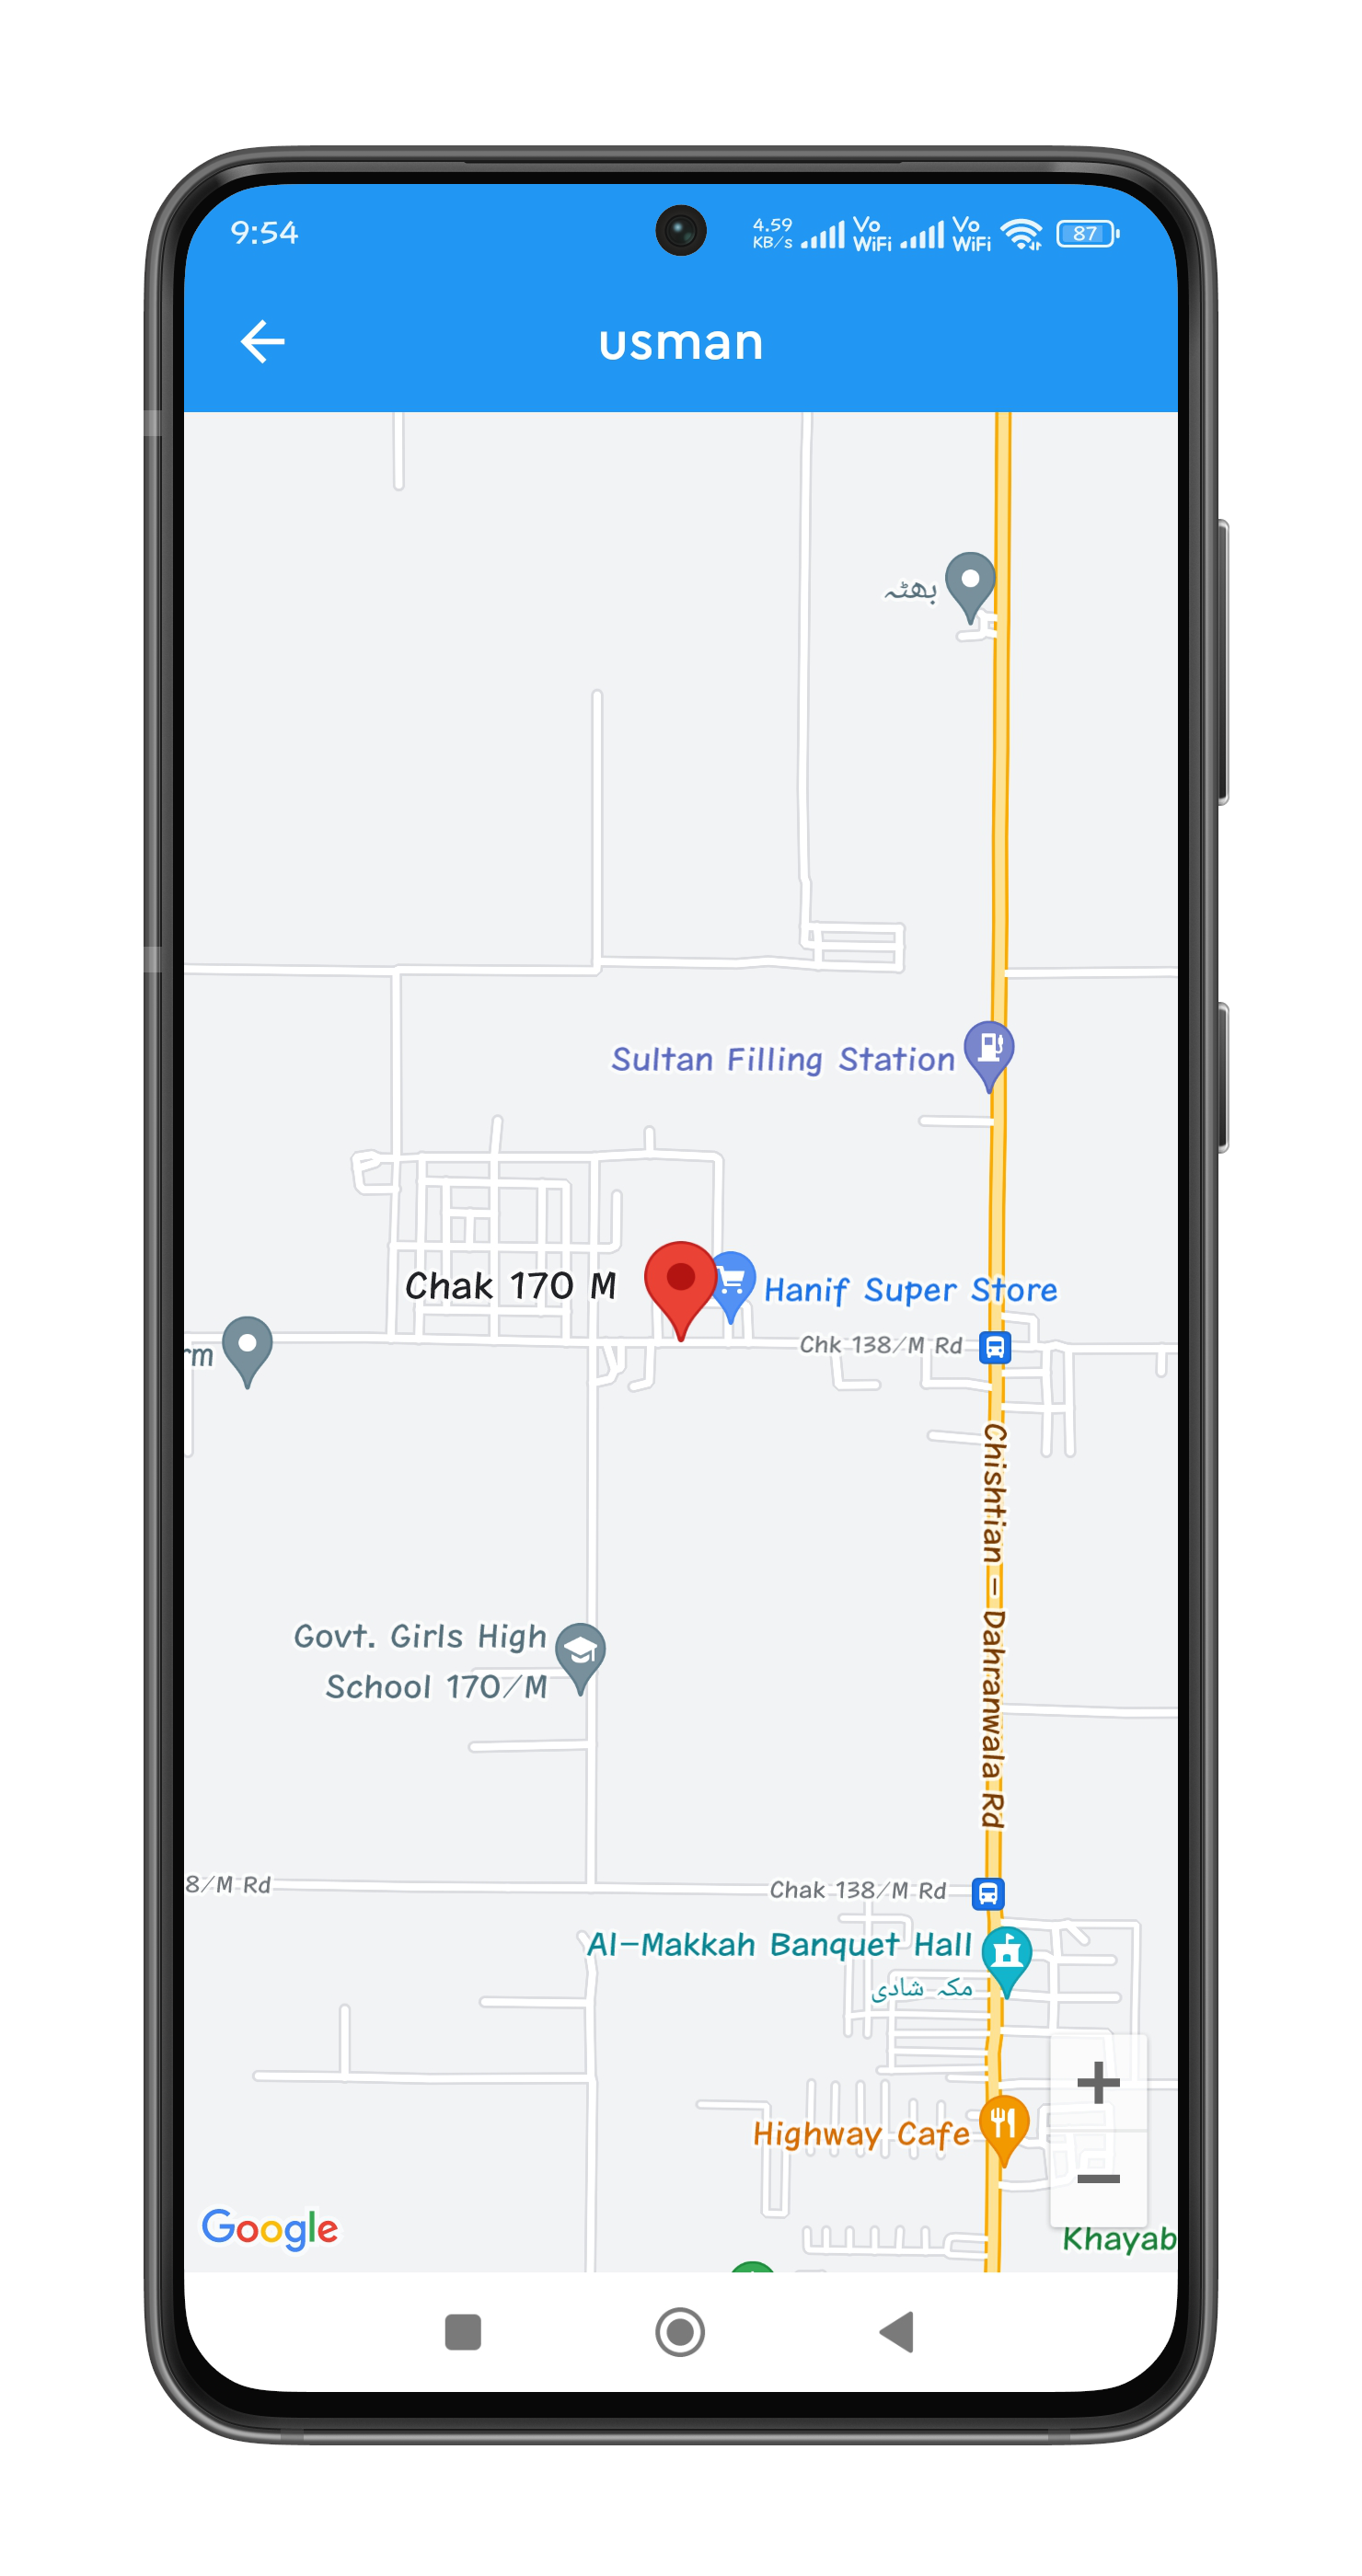 9:54
4.59
KB/s
Vo
WiFi
Vo
WiFi
87
usman
بھٹہ
Sultan Filling Station
Chak 170 M
Hanif Super Store
Chk 138/M Rd
rm
Chishtian - Dahranwala Rd
Govt. Girls High
School 170/M
8/M Rd
Chak 138/M Rd
Al-Makkah Banquet Hall
مکہ شادی
Highway Cafe
Google
Khayab